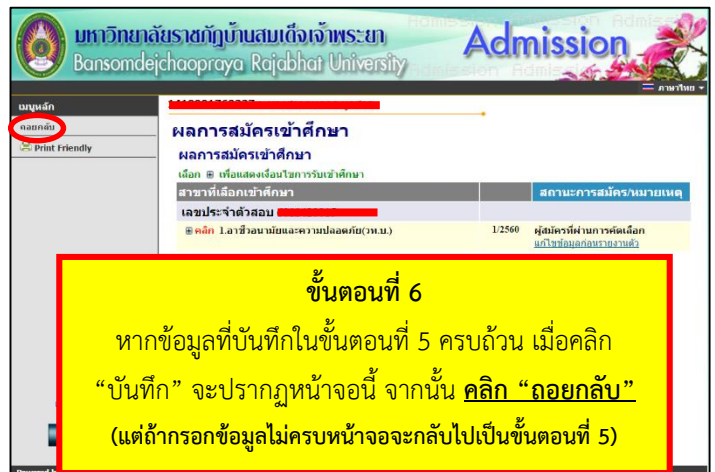 มหาวิทยาลัยราชภัฏบ้านสมเด็จเจ้าพระยา
Bansomdejchaopraya Rajabhat University
Admission
ภาษาไทย
เมนูหลัก
ถอยกลับ
Print Friendly
ผลการสมัครเข้าศึกษา
ผลการสมัครเข้าศึกษา
เลือก เพื่อแสดงเงื่อนไขการรับเข้าศึกษา
สาขาที่เลือกเข้าศึกษา สถานะการสมัคร/หมายเหตุ
เลขประจำตัวสอบ
คลิก 1.อาชีวอนามัยและความปลอดภัย(วท.บ.) 1/2560 ผู้สมัครที่ผ่านการคัดเลือก
แก้ไขข้อมูลก่อนรายงานตัว
ขั้นตอนที่ 6
หากข้อมูลที่บันทึกในขั้นตอนที่ 5 ครบถ้วน เมื่อคลิก
“บันทึก” จะปรากฏหน้าจอนี้ จากนั้น คลิก “ถอยกลับ”
(แต่ถ้ากรอกข้อมูลไม่ครบหน้าจอจะกลับไปเป็นขั้นตอนที่ 5)